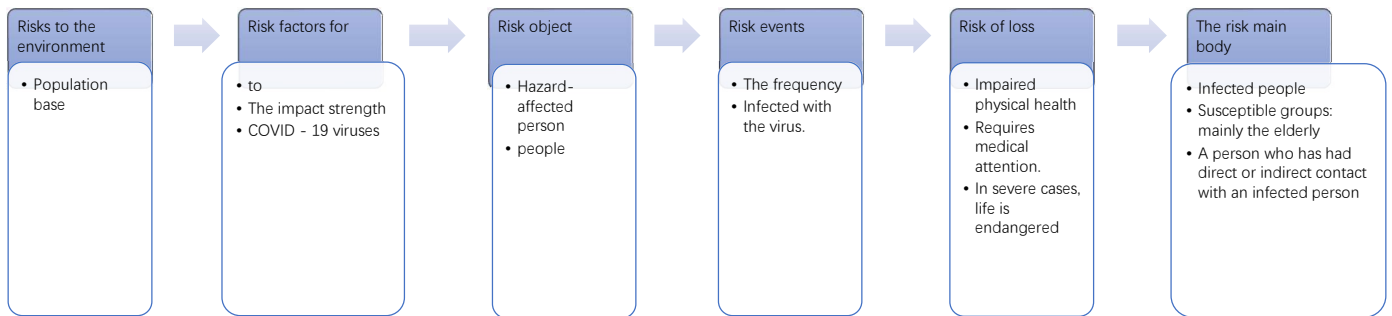 Risks to the
environment
• Population
base
Risk factors for
• to
• The impact strength
• COVID - 19 viruses
Risk object
• Hazard-
affected
person
• people
Risk events
• The frequency
• Infected with
the virus.
Risk of loss
• Impaired
physical health
• Requires
medical
attention.
• In severe cases,
life is
endangered
The risk main
body
• Infected people
• Susceptible groups:
mainly the elderly
• A person who has had
direct or indirect contact
with an infected person